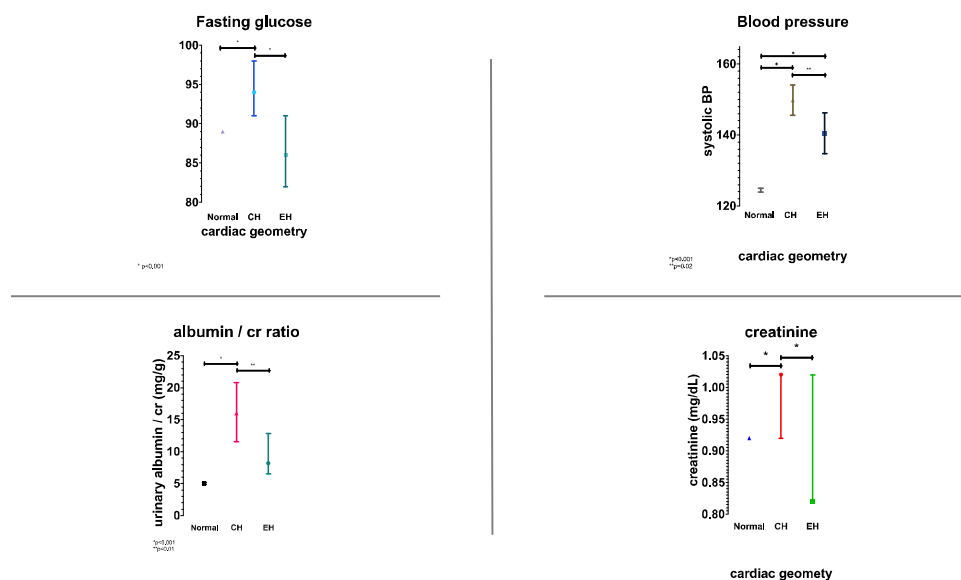 Fasting glucose
100
95
90
85
80
*
*
Normal CH EH
cardiac geometry
* p<0.001
Blood pressure
systolic BP
160
140
120
*
*
**
Normal CH EH
cardiac geometry
*p<0.001
**p=0.02
albumin / cr ratio
urinary albumin / cr (mg/g)
25
20
15
10
5
0
*
**
Normal CH EH
*p<0.001
**p=0.01
creatinine
creatinine (mg/dL)
1.05
1.00
0.95
0.90
0.85
0.80
*
*
Normal CH EH
cardiac geomety